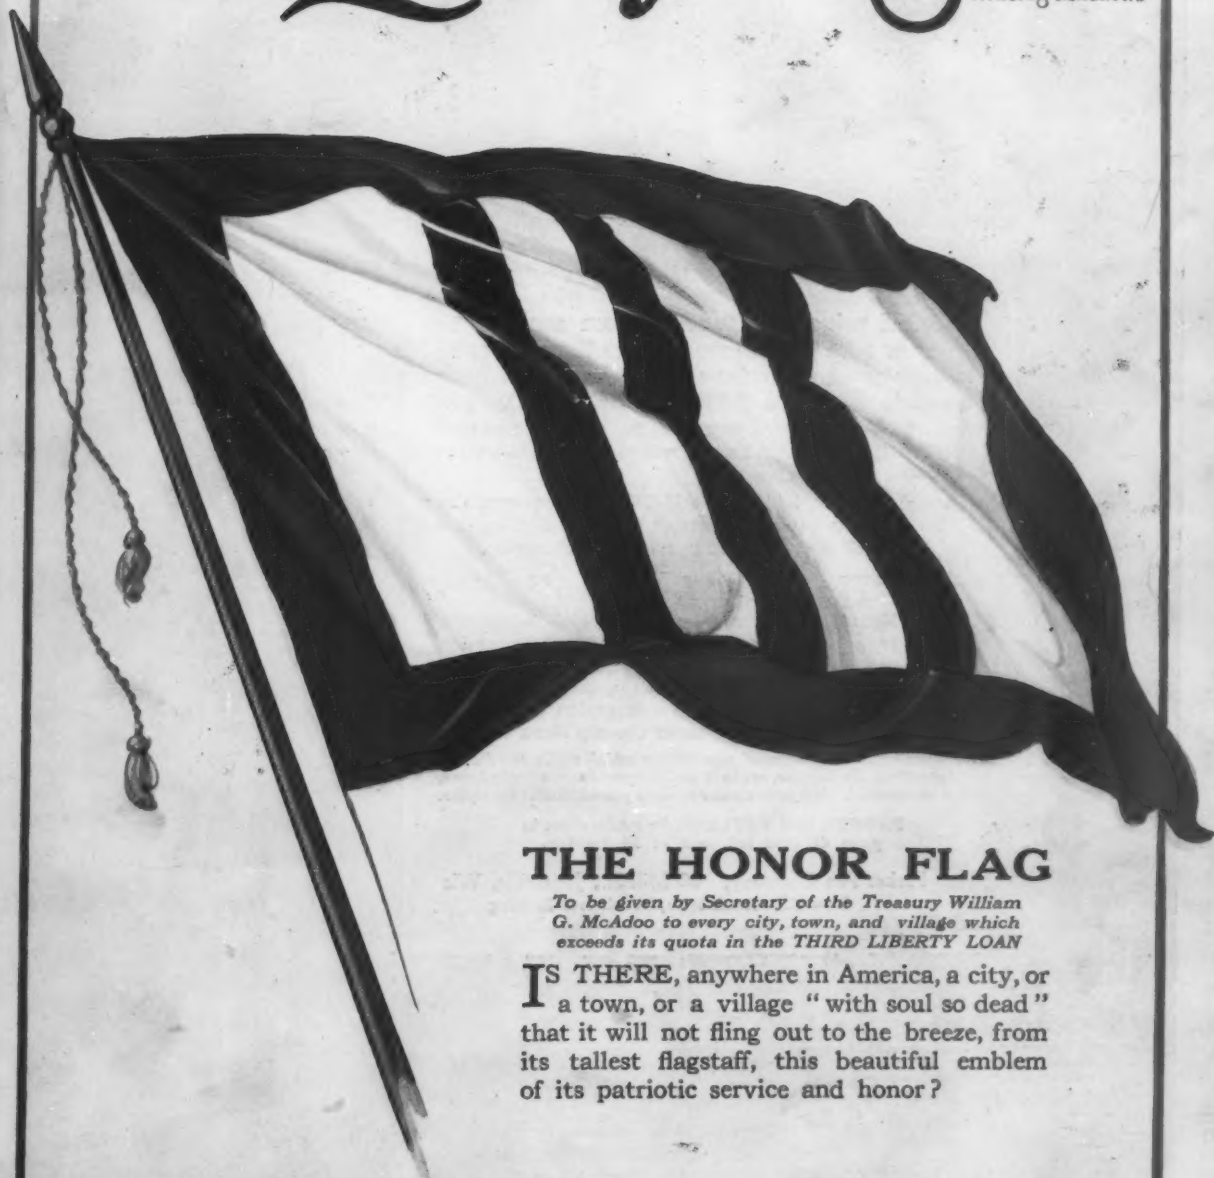 THE HONOR FLAG
To be given by Secretary of the Treasury William
G. McAdoo to every city, town, and village which
exceeds its quota in the THIRD LIBERTY LOAN
IS THERE, anywhere in America, a city, or
a town, or a village "with soul so dead"
that it will not fling out to the breeze, from
its tallest flagstaff, this beautiful emblem
of its patriotic service and honor?